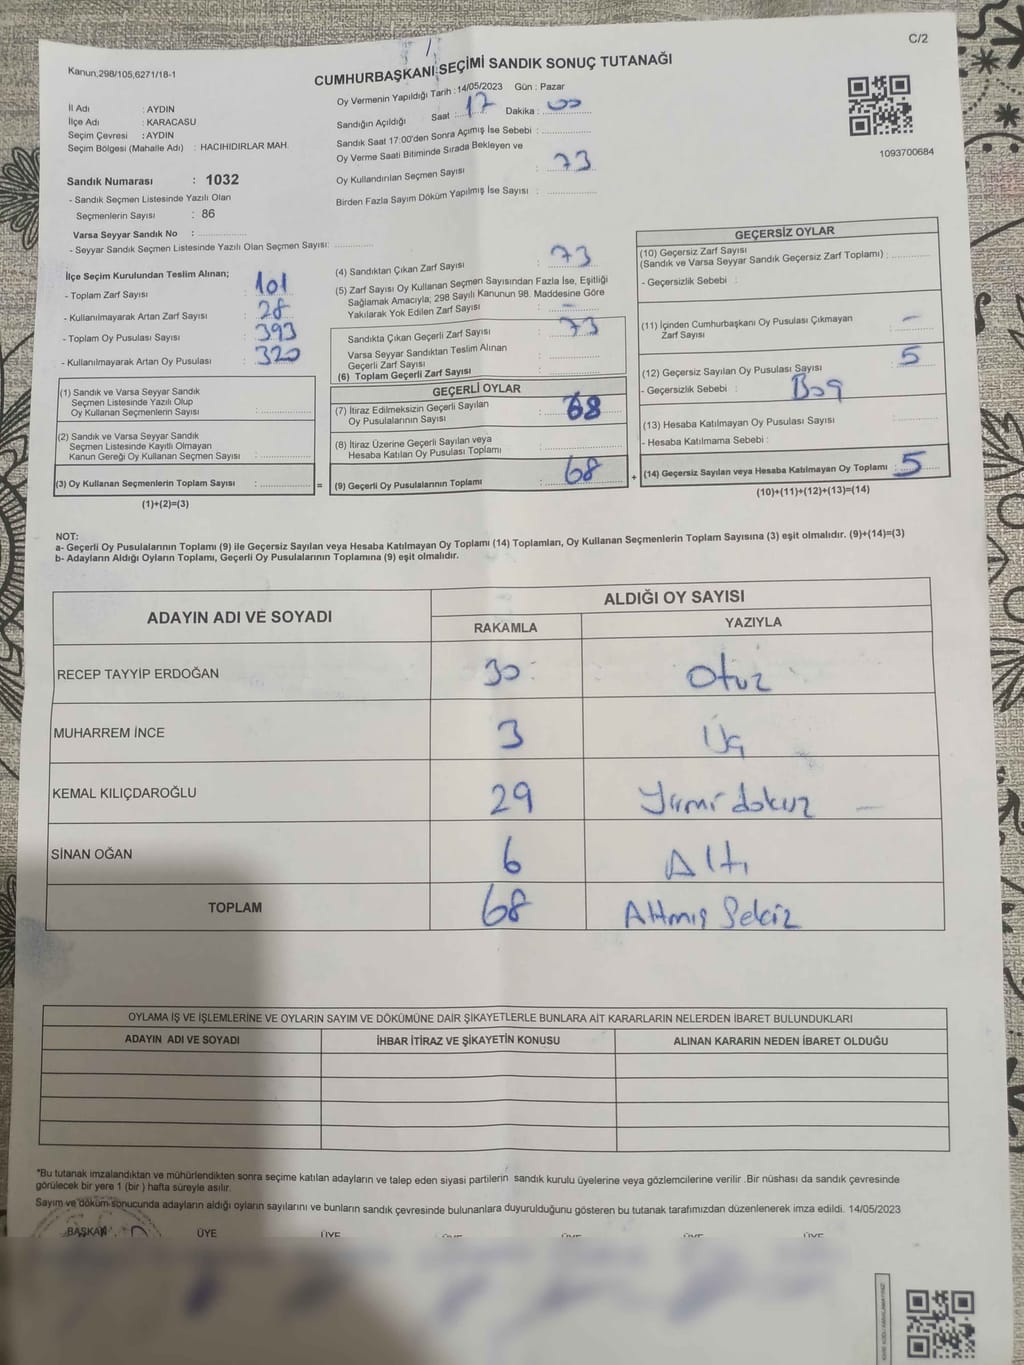 C/2
Kanun,298/105,6271/18-1
CUMHURBAŞKANI SEÇİMİ SANDIK SONUÇ TUTANAĞI
Oy Vermenin Yapıldığı Tarih : 14/05/2023 Gün : Pazar
İl Adı : AYDIN
İlçe Adı : KARACASU
Seçim Çevresi : AYDIN
Seçim Bölgesi (Mahalle Adı) : HACIHIDIRLAR MAH.
Sandığın Açıldığı Saat : 17 Dakika : 00
Sandık Saat 17:00'den Sonra Açımış İse Sebebi :
Oy Verme Saati Bitiminde Sırada Bekleyen ve
Oy Kullandırılan Seçmen Sayısı : 73
Birden Fazla Sayım Döküm Yapılmış İse Sayısı :
1093700684
Sandık Numarası : 1032
- Sandık Seçmen Listesinde Yazılı Olan
Seçmenlerin Sayısı : 86
Varsa Seyyar Sandık No :
- Seyyar Sandık Seçmen Listesinde Yazılı Olan Seçmen Sayısı:
İlçe Seçim Kurulundan Teslim Alınan;
- Toplam Zarf Sayısı : 101
- Kullanılmayarak Artan Zarf Sayısı : 28
- Toplam Oy Pusulası Sayısı : 393
- Kullanılmayarak Artan Oy Pusulası : 320
(1) Sandık ve Varsa Seyyar Sandık
Seçmen Listesinde Yazılı Olup
Oy Kullanan Seçmenlerin Sayısı :
(2) Sandık ve Varsa Seyyar Sandık
Seçmen Listesinde Kayıtlı Olmayan
Kanun Gereği Oy Kullanan Seçmen Sayısı :
(3) Oy Kullanan Seçmenlerin Toplam Sayısı : =
(1)+(2)=(3)
(4) Sandıktan Çıkan Zarf Sayısı : 73
(5) Zarf Sayısı Oy Kullanan Seçmen Sayısından Fazla İse, Eşitliği
Sağlamak Amacıyla; 298 Sayılı Kanunun 98. Maddesine Göre
Yakılarak Yok Edilen Zarf Sayısı : -
Sandıkta Çıkan Geçerli Zarf Sayısı : 73
Varsa Seyyar Sandıktan Teslim Alınan
Geçerli Zarf Sayısı :
(6) Toplam Geçerli Zarf Sayısı :
GEÇERLİ OYLAR
(7) İtiraz Edilmeksizin Geçerli Sayılan
Oy Pusulalarının Sayısı : 68
(8) İtiraz Üzerine Geçerli Sayılan veya
Hesaba Katılan Oy Pusulası Toplamı :
(9) Geçerli Oy Pusulalarının Toplamı : 68 +
GEÇERSİZ OYLAR
(10) Geçersiz Zarf Sayısı
(Sandık ve Varsa Seyyar Sandık Geçersiz Zarf Toplamı) :
- Geçersizlik Sebebi :
(11) İçinden Cumhurbaşkanı Oy Pusulası Çıkmayan
Zarf Sayısı : -
(12) Geçersiz Sayılan Oy Pusulası Sayısı : 5
- Geçersizlik Sebebi :
(13) Hesaba Katılmayan Oy Pusulası Sayısı :
- Hesaba Katılmama Sebebi :
(14) Geçersiz Sayılan veya Hesaba Katılmayan Oy Toplamı : 5
(10)+(11)+(12)+(13)=(14)
NOT:
a- Geçerli Oy Pusulalarının Toplamı (9) ile Geçersiz Sayılan veya Hesaba Katılmayan Oy Toplamı (14) Toplamları, Oy Kullanan Seçmenlerin Toplam Sayısına (3) eşit olmalıdır. (9)+(14)=(3)
b- Adayların Aldığı Oyların Toplamı, Geçerli Oy Pusulalarının Toplamına (9) eşit olmalıdır.
ADAYIN ADI VE SOYADI ALDIĞI OY SAYISI
RAKAMLA YAZIYLA
RECEP TAYYİP ERDOĞAN 30 Otuz
MUHARREM İNCE 3 Üç
KEMAL KILIÇDAROĞLU 29 Yirmi dokuz
SİNAN OĞAN 6 Altı
TOPLAM 68 Altmış Sekiz
OYLAMA İŞ VE İŞLEMLERİNE VE OYLARIN SAYIM VE DÖKÜMÜNE DAİR ŞİKAYETLERLE BUNLARA AİT KARARLARIN NELERDEN İBARET BULUNDUKLARI
ADAYIN ADI VE SOYADI İHBAR İTİRAZ VE ŞİKAYETİN KONUSU ALINAN KARARIN NEDEN İBARET OLDUĞU
*Bu tutanak imzalandıktan ve mühürlendikten sonra seçime katılan adayların ve talep eden siyasi partilerin sandık kurulu üyelerine veya gözlemcilerine verilir .Bir nüshası da sandık çevresinde
görülecek bir yere 1 (bir ) hafta süreyle asılır.
Sayım ve döküm sonucunda adayların aldığı oyların sayılarını ve bunların sandık çevresinde bulunanlara duyurulduğunu gösteren bu tutanak tarafımızdan düzenlenerek imza edildi. 14/05/2023
BAŞKAN ÜYE ÜYE ÜYE ÜYE ÜYE ÜYE